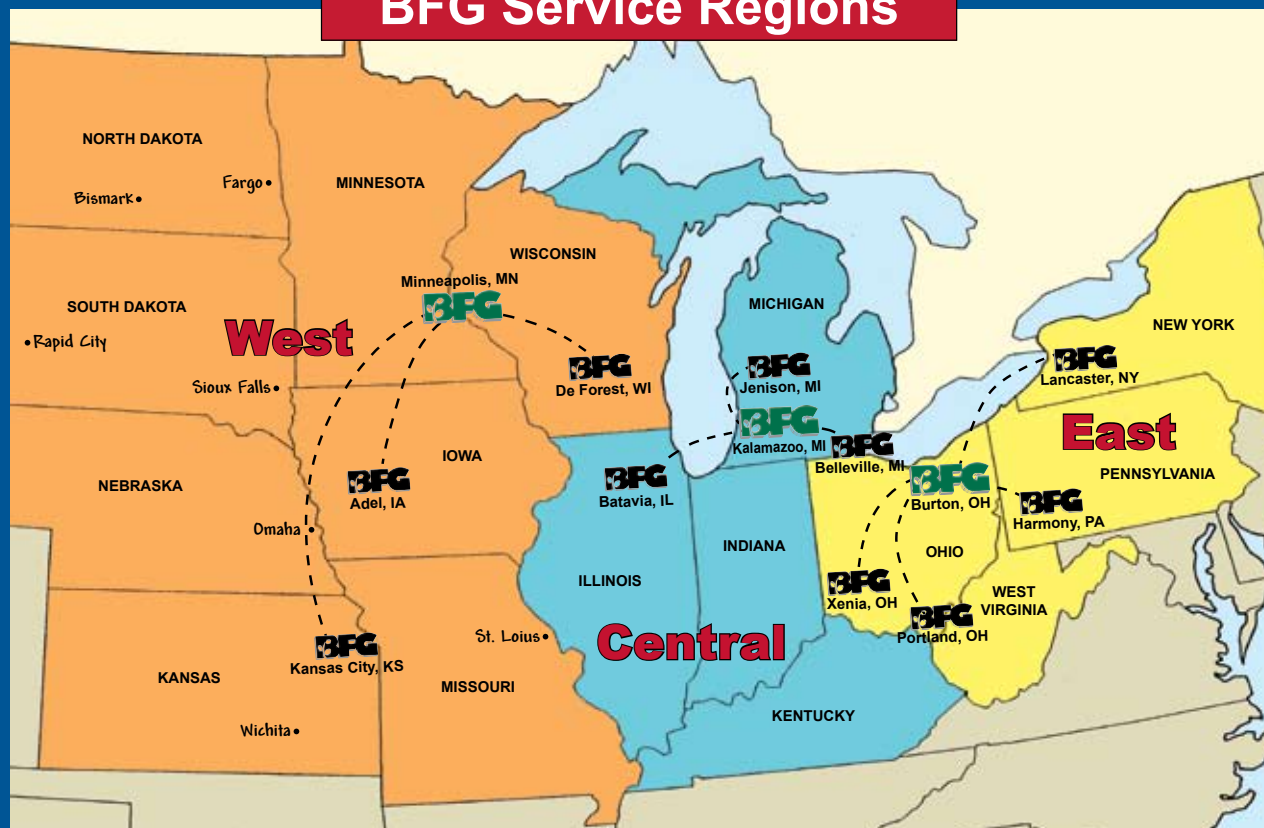 BFG Service Regions
NORTH DAKOTA
Fargo
Bismark
MINNESOTA
WISCONSIN
Minneapolis, MN
BFG
SOUTH DAKOTA
West
Rapid City
Sioux Falls
BFG
De Forest, WI
MICHIGAN
BFG
Jenison, MI
BFG
Kalamazoo, MI
BFG
Belleville, MI
NEW YORK
BFG
Lancaster, NY
East
PENNSYLVANIA
NEBRASKA
IOWA
BFG
Adel, IA
Omaha
BFG
Batavia, IL
BFG
Burton, OH
BFG
Harmony, PA
INDIANA
OHIO
ILLINOIS
BFG
Xenia, OH
WEST
VIRGINIA
BFG
Portland, OH
Central
St. Loius
BFG
Kansas City, KS
KANSAS
MISSOURI
KENTUCKY
Wichita